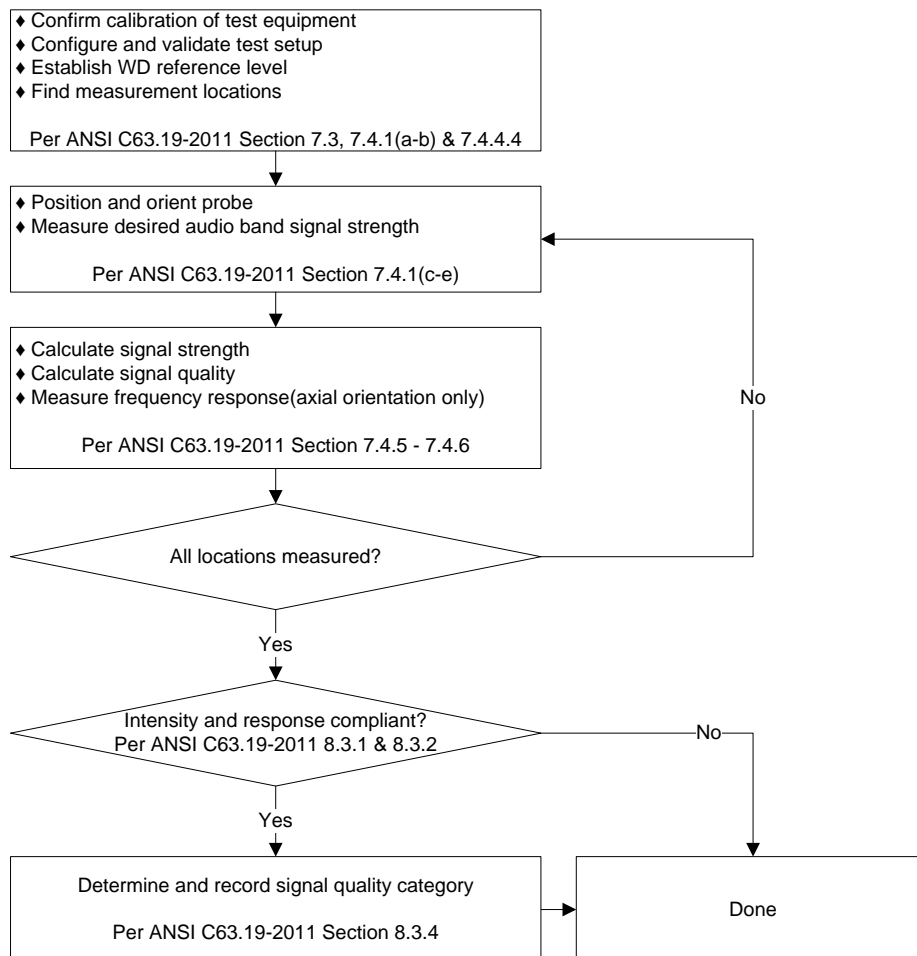 ♦ Confirm calibration of test equipment
♦ Configure and validate test setup
♦ Establish WD reference level
♦ Find measurement locations
Per ANSI C63.19-2011 Section 7.3, 7.4.1(a-b) & 7.4.4.4
♦ Position and orient probe
♦ Measure desired audio band signal strength
Per ANSI C63.19-2011 Section 7.4.1(c-e)
♦ Calculate signal strength
♦ Calculate signal quality
♦ Measure frequency response(axial orientation only)
Per ANSI C63.19-2011 Section 7.4.5 - 7.4.6
No
All locations measured?
Yes
Intensity and response compliant?
Per ANSI C63.19-2011 8.3.1 & 8.3.2
No
Yes
Determine and record signal quality category
Per ANSI C63.19-2011 Section 8.3.4
Done